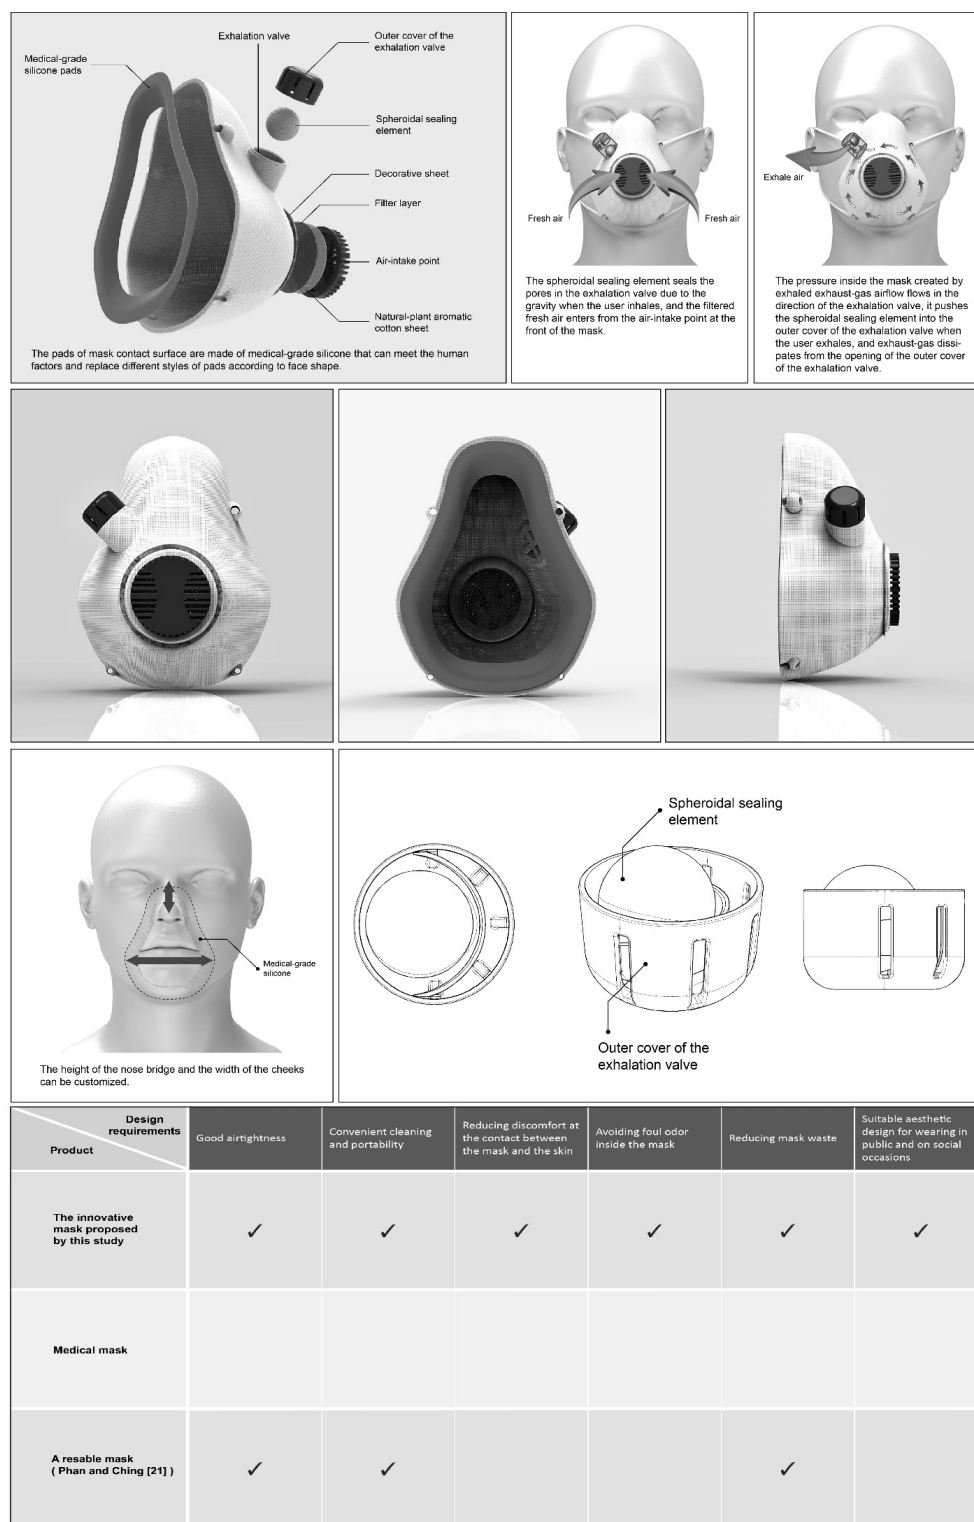 Exhalation valve
Outer cover of the
exhalation valve
Medical-grade
silicone pads
Spheroidal sealing
element
Decorative sheet
Filter layer
Air-intake point
Natural-plant aromatic
cotton sheet
The pads of mask contact surface are made of medical-grade silicone that can meet the human
factors and replace different styles of pads according to face shape.
Fresh air
Fresh air
The spheroidal sealing element seals the
pores in the exhalation valve due to the
gravity when the user inhales, and the filtered
fresh air enters from the air-intake point at the
front of the mask.
Exhale air
The pressure inside the mask created by
exhaled exhaust-gas airflow flows in the
direction of the exhalation valve, it pushes
the spheroidal sealing element into the
outer cover of the exhalation valve when
the user exhales, and exhaust-gas dissi-
pates from the opening of the outer cover
of the exhalation valve.
Medical-grade
silicone
The height of the nose bridge and the width of the cheeks
can be customized.
Spheroidal sealing
element
Outer cover of the
exhalation valve
Design
requirements
Product
Good airtightness
Convenient cleaning
and portability
Reducing discomfort at
the contact between
the mask and the skin
Avoiding foul odor
inside the mask
Reducing mask waste
Suitable aesthetic
design for wearing in
public and on social
occasions
The innovative
mask proposed
by this study
✓ ✓ ✓ ✓ ✓ ✓
Medical mask
A resable mask
( Phan and Ching [21] )
✓ ✓ ✓